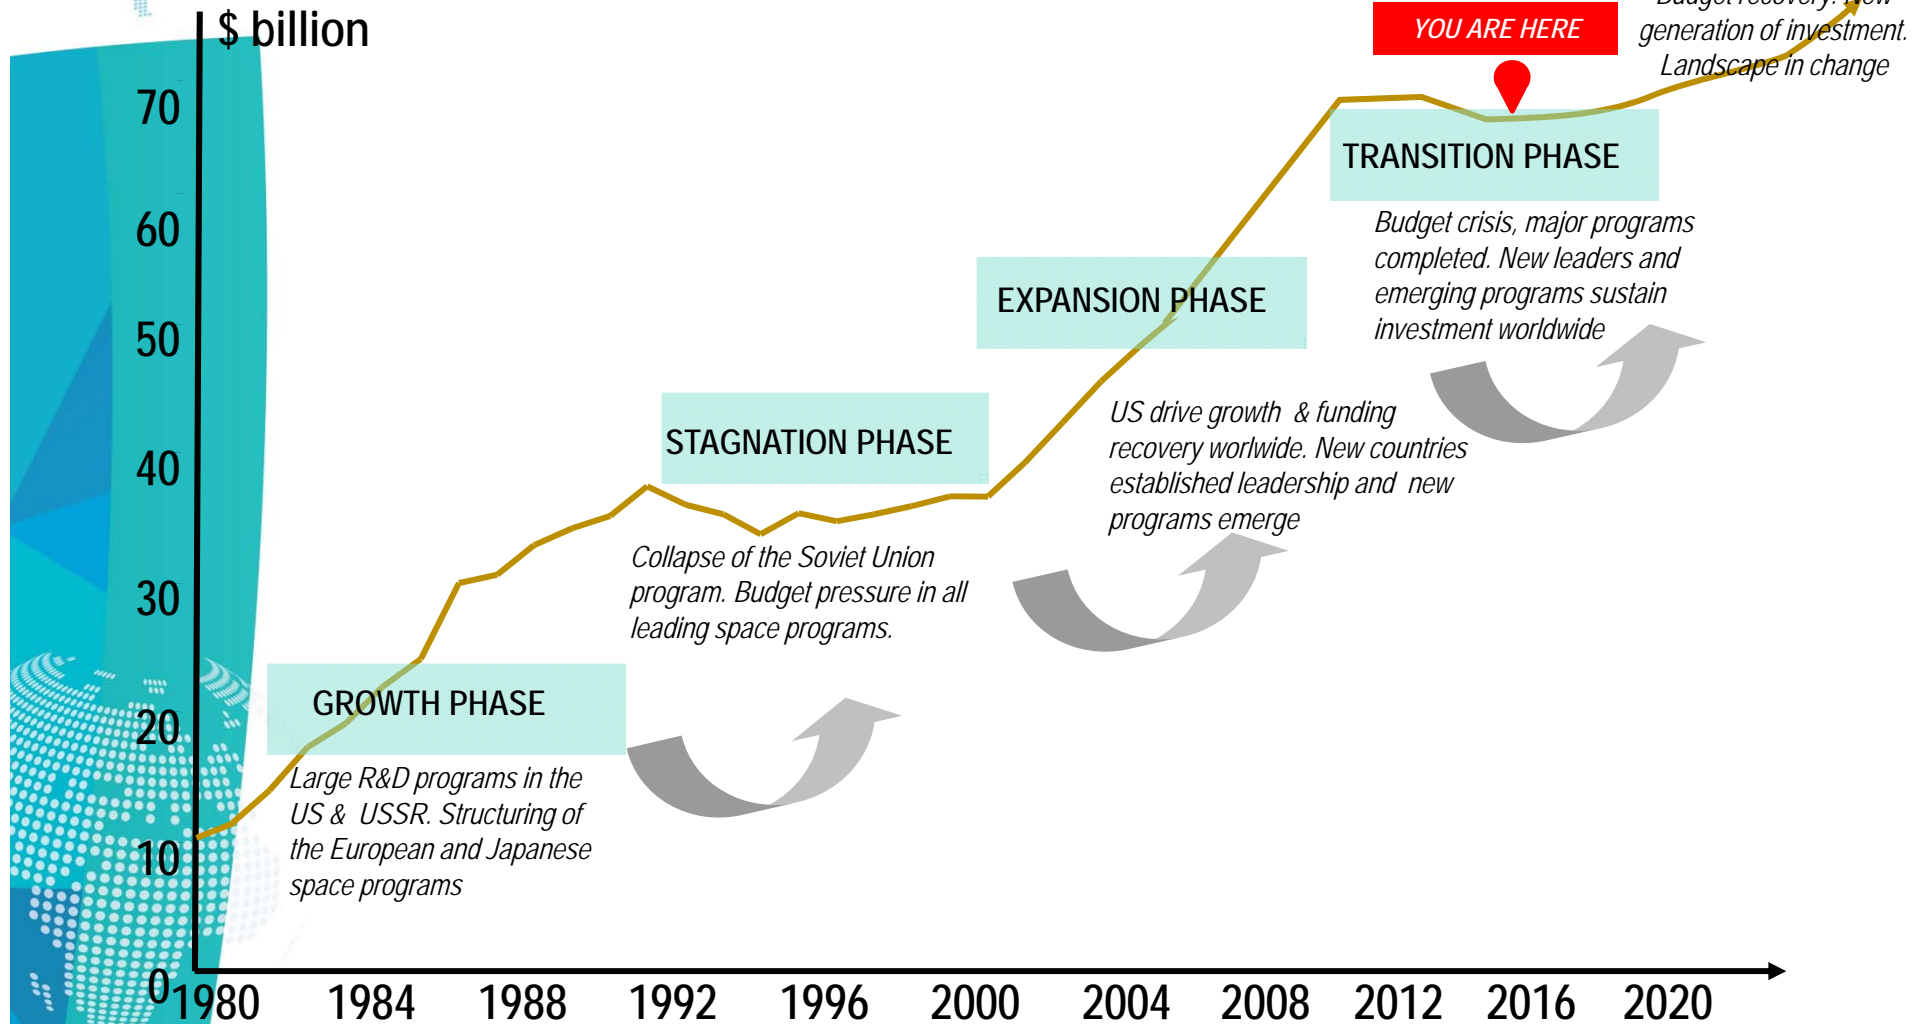 $ billion
Budget recovery. New
generation of investment.
Landscape in change
YOU ARE HERE
70
60
50
40
30
20
10
0
TRANSITION PHASE
Budget crisis, major programs
completed. New leaders and
emerging programs sustain
investment worldwide
EXPANSION PHASE
US drive growth & funding
recovery worlwide. New countries
established leadership and new
programs emerge
STAGNATION PHASE
Collapse of the Soviet Union
program. Budget pressure in all
leading space programs.
GROWTH PHASE
Large R&D programs in the
US & USSR. Structuring of
the European and Japanese
space programs
1980 1984 1988 1992 1996 2000 2004 2008 2012 2016 2020